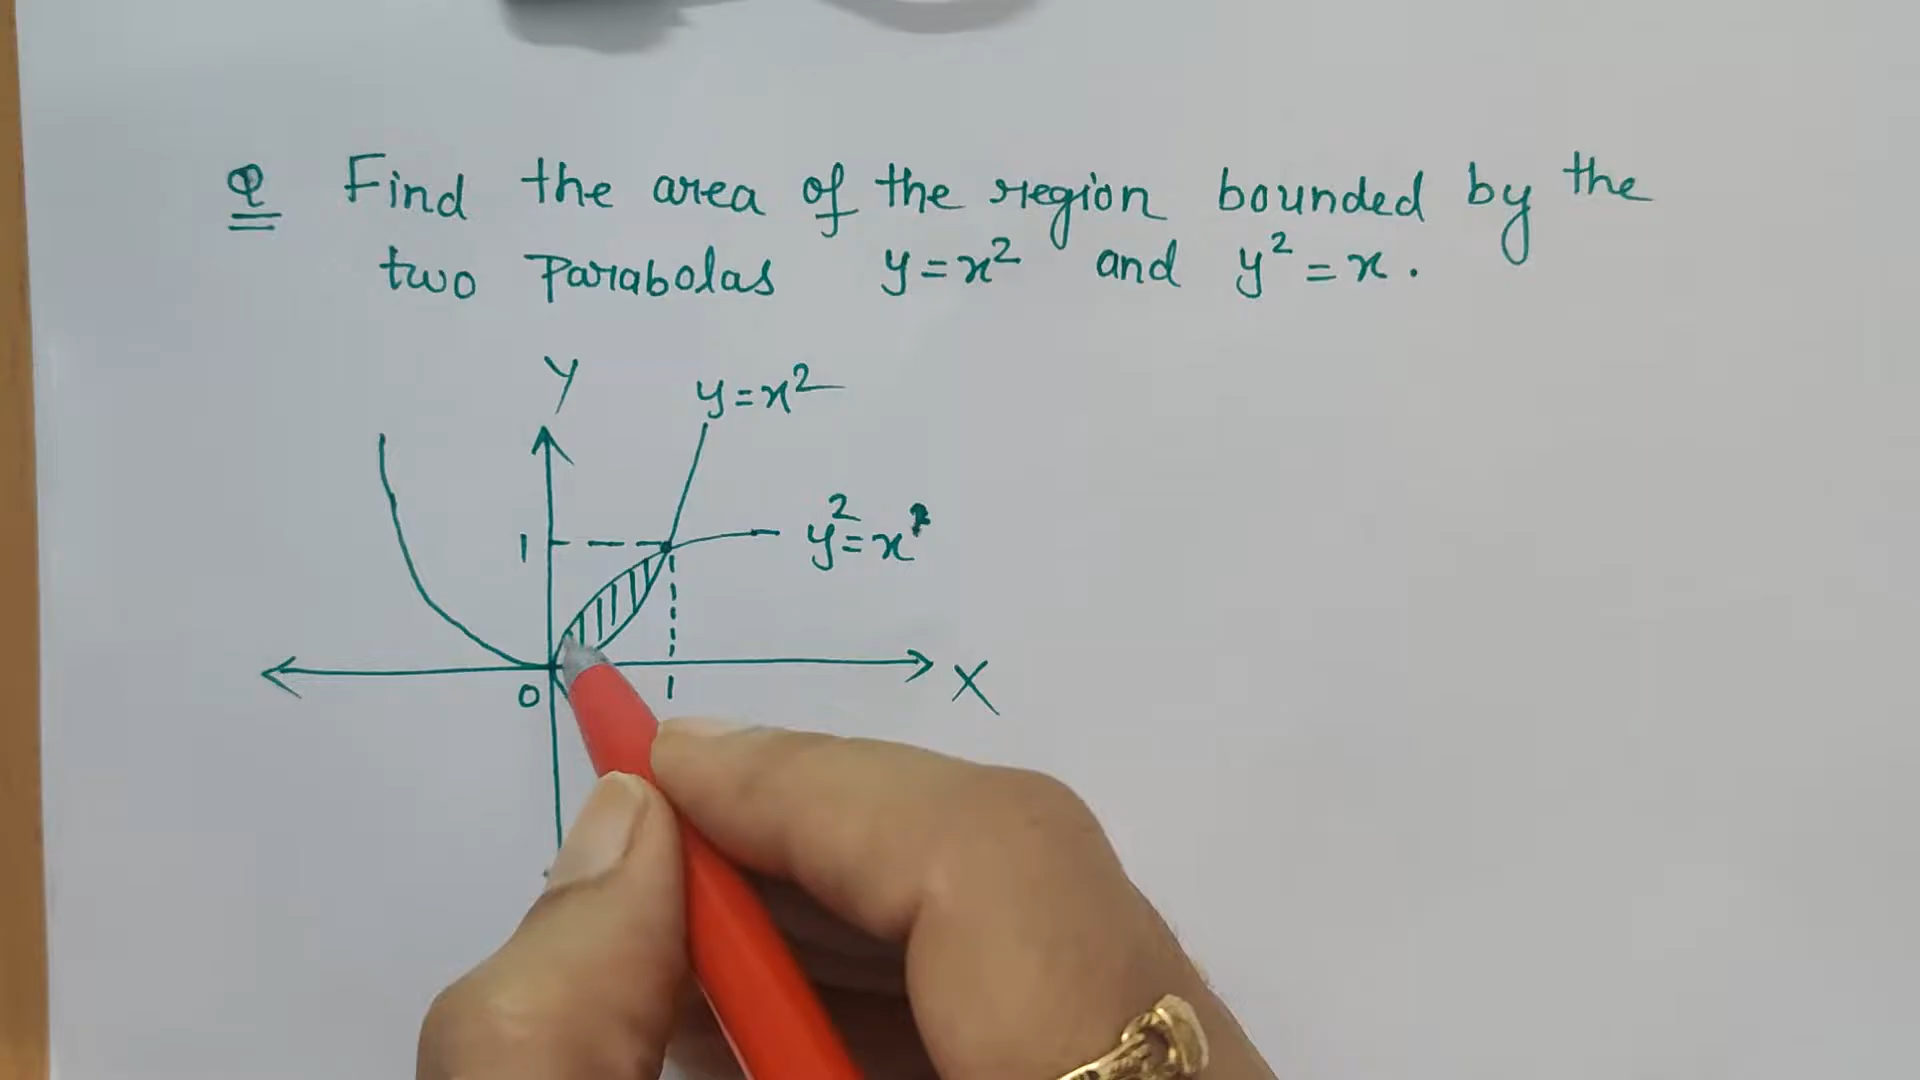 Q Find the area of the region bounded by the
two parabolas y=x² and y²=x.
Y
y=x²
1
y²=x
X
0
1